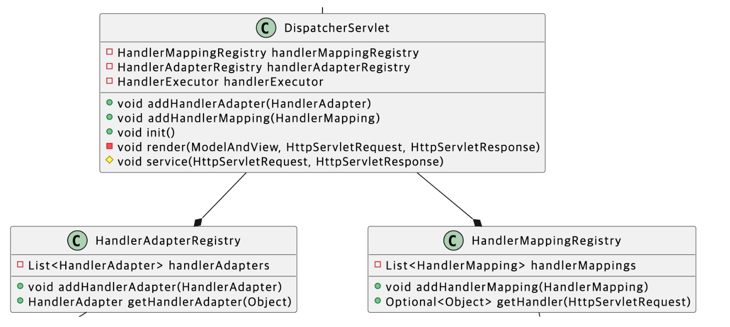 C DispatcherServlet
HandlerMappingRegistry handlerMappingRegistry
HandlerAdapterRegistry handlerAdapterRegistry
HandlerExecutor handlerExecutor
void addHandlerAdapter(HandlerAdapter)
void addHandlerMapping(HandlerMapping)
void init()
void render(ModelAndView, HttpServletRequest, HttpServletResponse)
void service(HttpServletRequest, HttpServletResponse)
C HandlerAdapterRegistry
List<HandlerAdapter> handlerAdapters
void addHandlerAdapter(HandlerAdapter)
HandlerAdapter getHandlerAdapter(Object)
C HandlerMappingRegistry
List<HandlerMapping> handlerMappings
void addHandlerMapping(HandlerMapping)
Optional<Object> getHandler(HttpServletRequest)